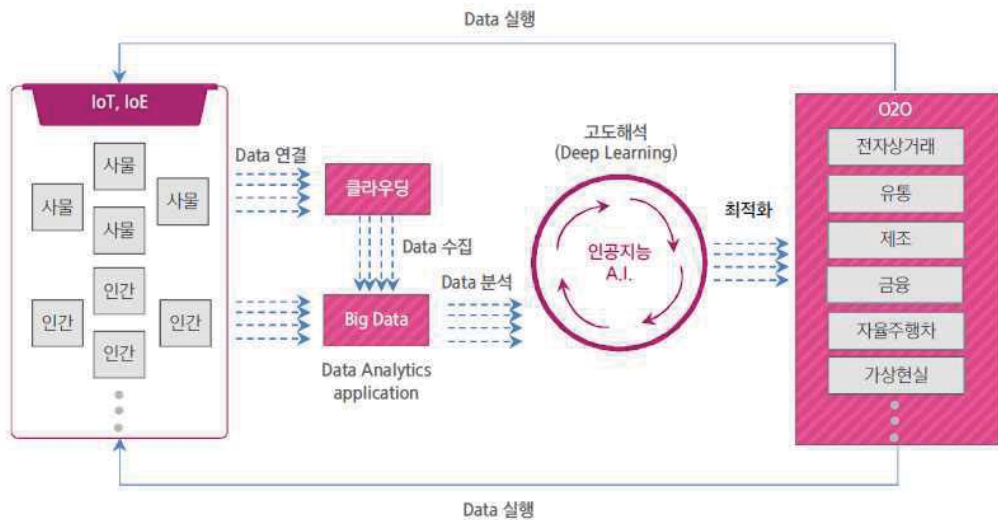 Data 실행
IoT, IoE
사물
사물
사물
사물
인간
인간
인간
인간
Data 연결
클라우딩
Data 수집
Big Data
Data Analytics
application
Data 분석
고도해석
(Deep Learning)
인공지능
A.I.
최적화
O2O
전자상거래
유통
제조
금융
자율주행차
가상현실
Data 실행